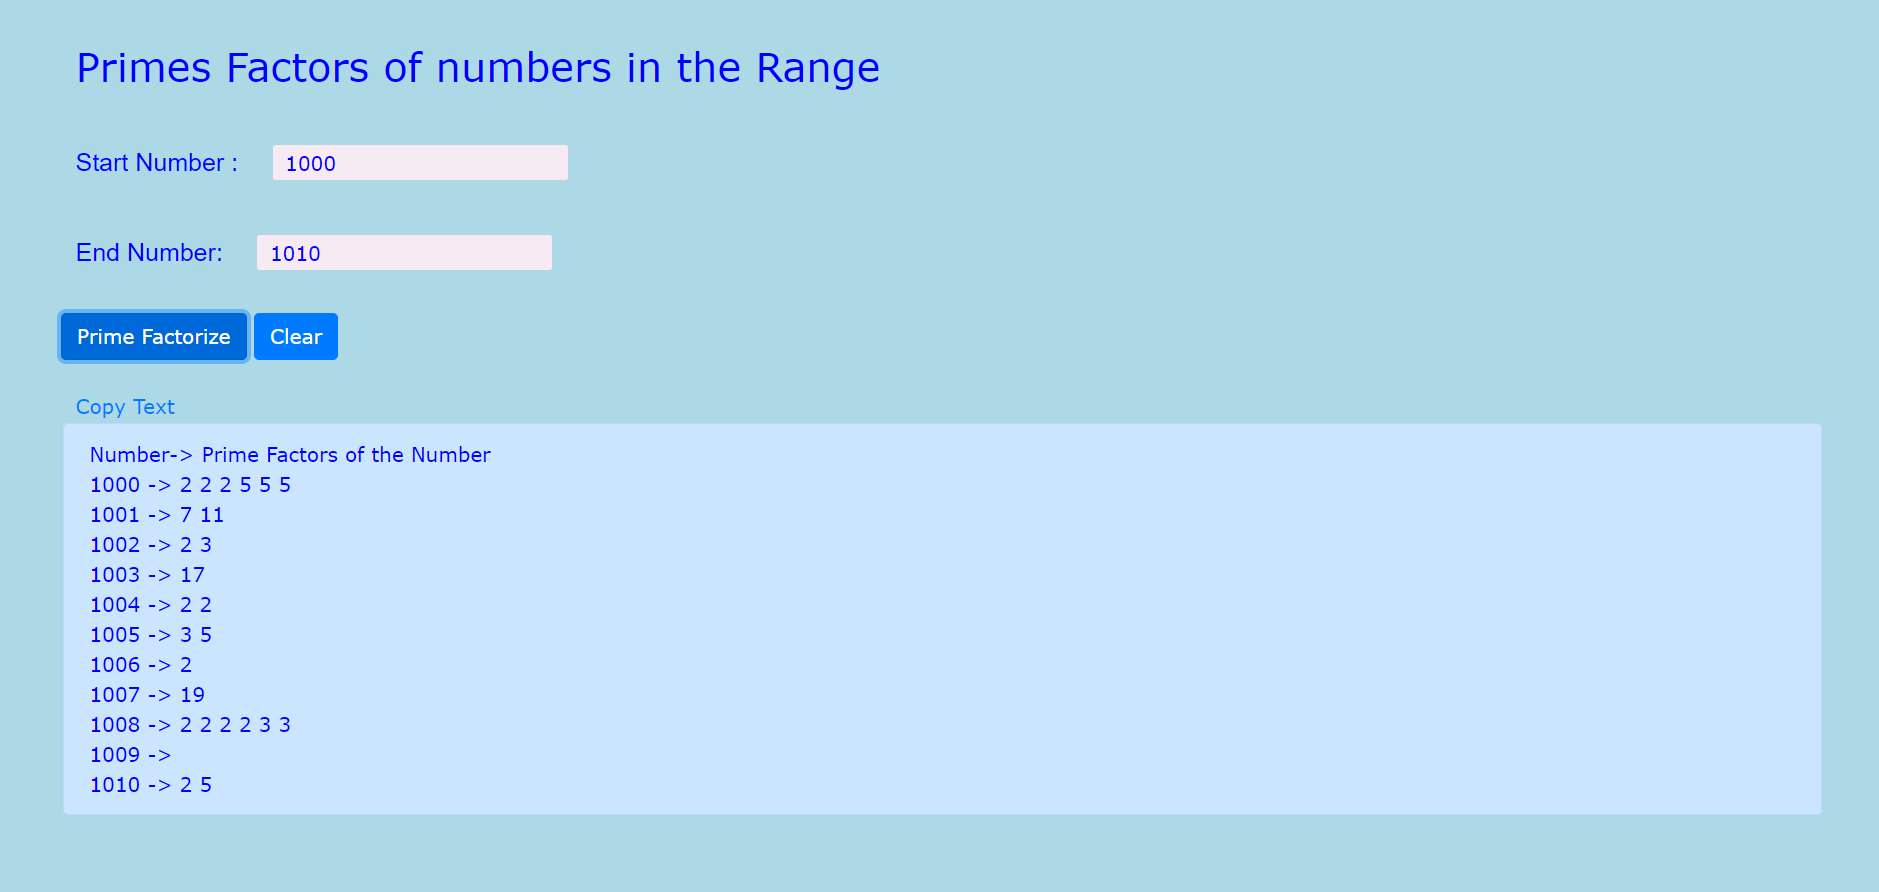 Primes Factors of numbers in the Range
Start Number : 1000
End Number: 1010
Prime Factorize Clear
Copy Text
Number-> Prime Factors of the Number
1000 -> 2 2 2 5 5 5
1001 -> 7 11
1002 -> 2 3
1003 -> 17
1004 -> 2 2
1005 -> 3 5
1006 -> 2
1007 -> 19
1008 -> 2 2 2 2 3 3
1009 ->
1010 -> 2 5